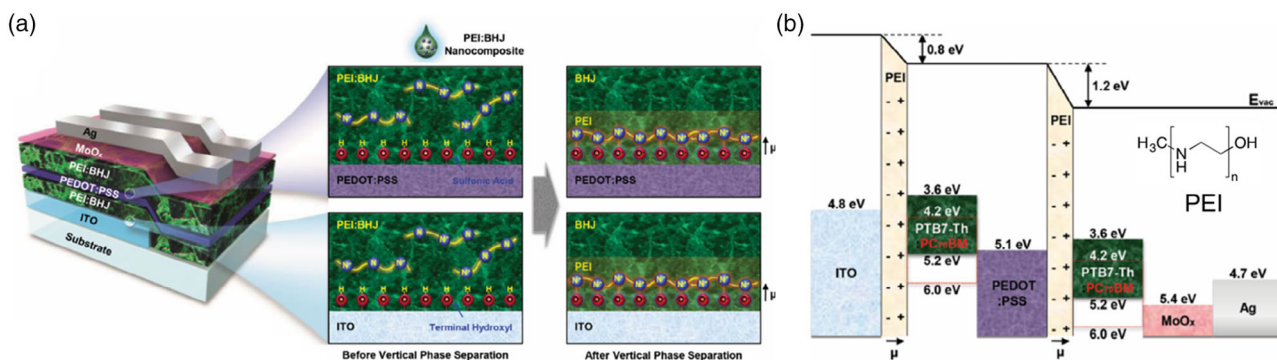 (a)
PEI:BHJ
Nanocomposite
Ag
MoOₓ
PEI:BHJ
PEDOT:PSS
PEI:BHJ
ITO
Substrate
PEI:BHJ
N N⁺ N N⁺
N N⁺ N N⁺
H H H H H H H H H
PEDOT:PSS
Sulfonic Acid
PEI:BHJ
H H H H H H H H H
ITO
Terminal Hydroxyl
Before Vertical Phase Separation
BHJ
PEI
μ
PEDOT:PSS
BHJ
PEI
μ
ITO
After Vertical Phase Separation
(b)
0.8 eV
1.2 eV
Eᵥₐc
PEI
- +
PEI
- +
H₃C
N
H
OH
n
PEI
4.8 eV
ITO
3.6 eV
4.2 eV
PTB7-Th
PC₇₀BM
5.2 eV
6.0 eV
5.1 eV
PEDOT
:PSS
3.6 eV
4.2 eV
PTB7-Th
PC₇₀BM
5.2 eV
6.0 eV
5.4 eV
MoOₓ
4.7 eV
Ag
μ
μ